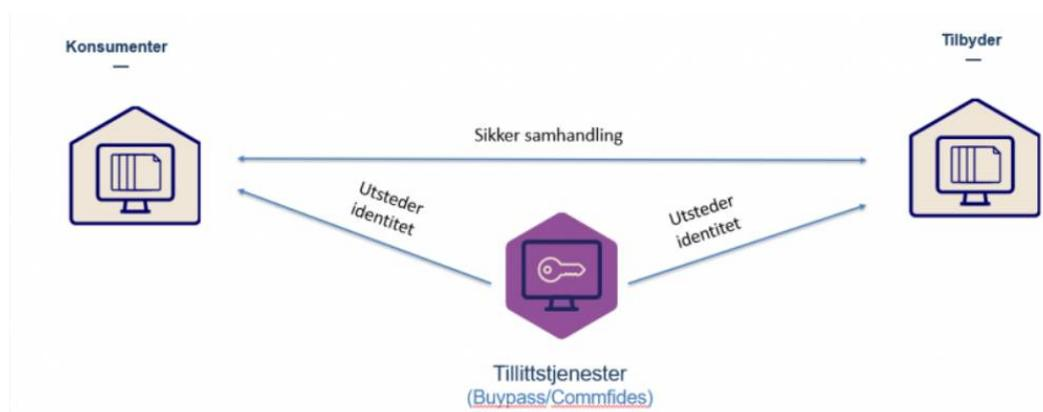 Konsumenter
Tilbyder
Sikker samhandling
Utsteder
identitet
Utsteder
identitet
Tillittstjenester
(Buypass/Commfides)